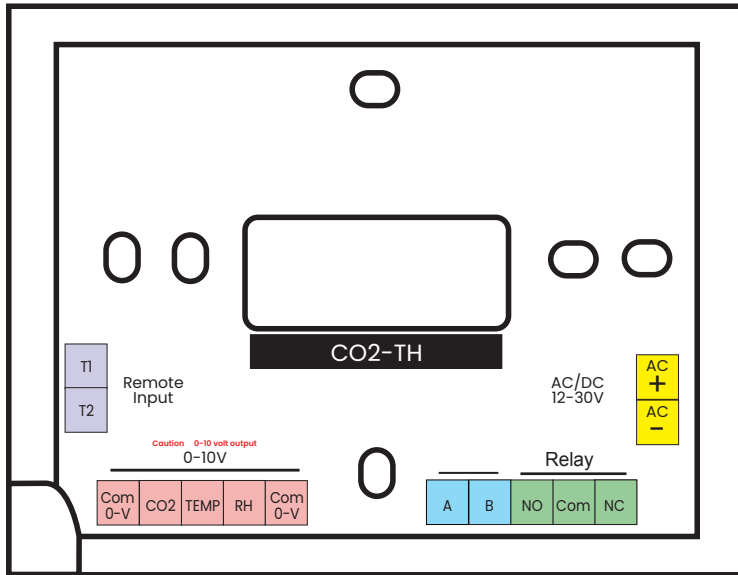 CO2-TH
T1
T2
Remote
Input
AC/DC
12-30V
AC
+
AC
-
Caution 0-10 volt output
0-10V
Com
0-V
CO2
TEMP
RH
Com
0-V
A
B
Relay
NO
Com
NC